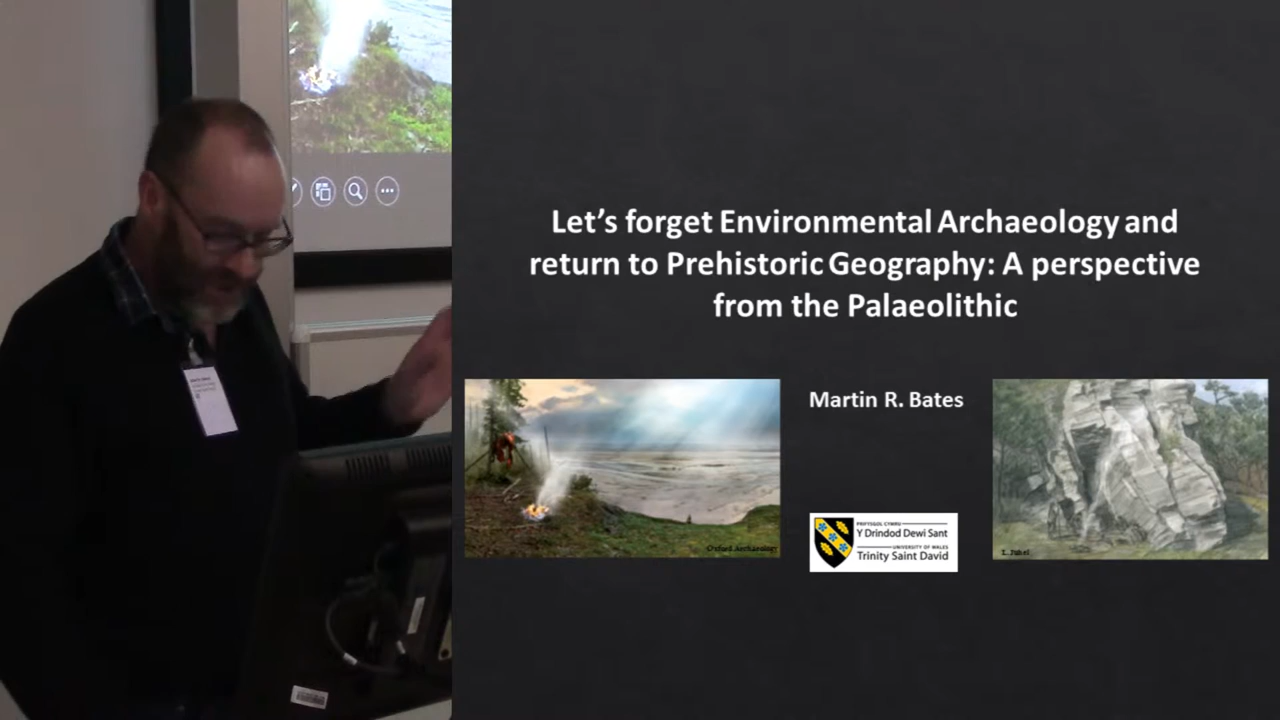 Let's forget Environmental Archaeology and
return to Prehistoric Geography: A perspective
from the Palaeolithic
Martin R. Bates
Oxford Archaeology
PRIFYSGOL CYMRU
Y Drindod Dewi Sant
UNIVERSITY OF WALES
Trinity Saint David